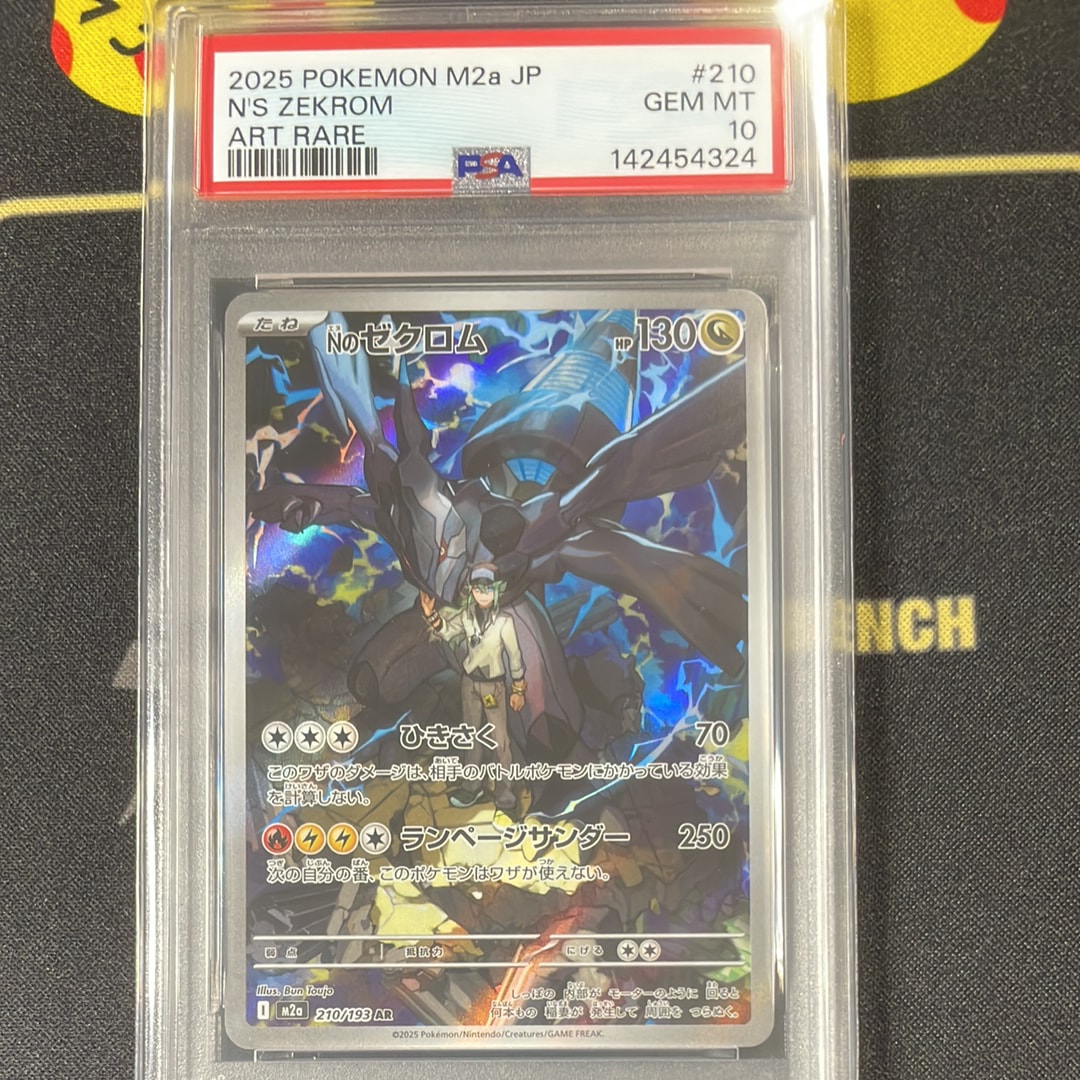 2025 POKEMON M2a JP #210
N'S ZEKROM GEM MT
ART RARE 10
PSA 142454324
たね Nのゼクロム HP130
ENCH
ひきさく 70
このワザのダメージは、相手のバトルポケモンにかかっている効果
を計算しない。
ランページサンダー 250
次の自分の番、このポケモンはワザが使えない。
弱点 抵抗力 にげる
Illus. Bun Toujo
しっぽの 内部が モーターのように 回ると
何本もの 稲妻が 発生して 周囲を つらぬく。
I M2a 210/193 AR
©2025 Pokémon/Nintendo/Creatures/GAME FREAK.